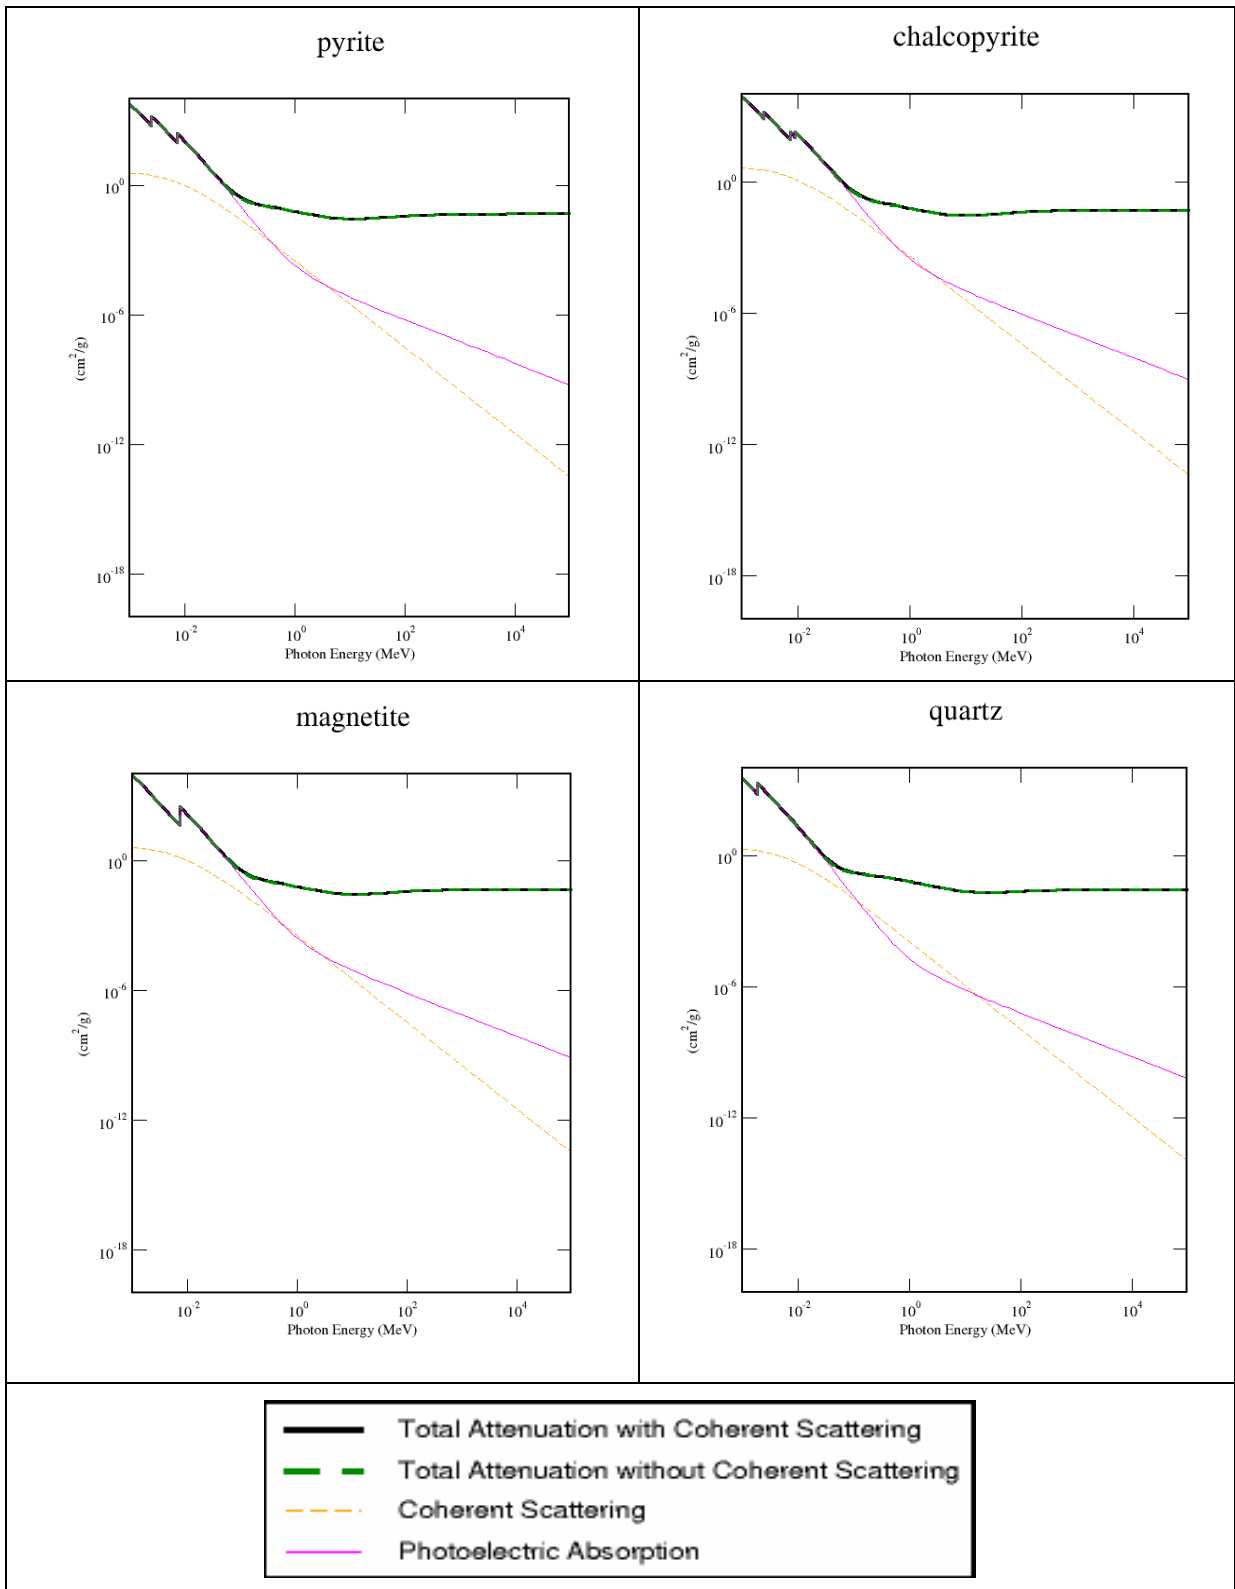 pyrite
10^0
10^-6
(cm^2/g)
10^-12
10^-18
10^-2 10^0 10^2 10^4
Photon Energy (MeV)
chalcopyrite
10^0
10^-6
(cm^2/g)
10^-12
10^-18
10^-2 10^0 10^2 10^4
Photon Energy (MeV)
magnetite
10^0
10^-6
(cm^2/g)
10^-12
10^-18
10^-2 10^0 10^2 10^4
Photon Energy (MeV)
quartz
10^0
10^-6
(cm^2/g)
10^-12
10^-18
10^-2 10^0 10^2 10^4
Photon Energy (MeV)
Total Attenuation with Coherent Scattering
Total Attenuation without Coherent Scattering
Coherent Scattering
Photoelectric Absorption